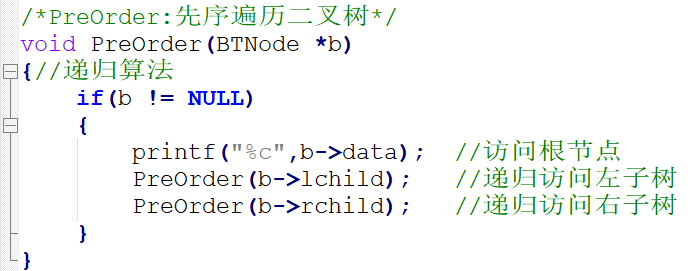 /*PreOrder:先序遍历二叉树*/
void PreOrder(BTNode *b)
{//递归算法
    if(b != NULL)
    {
        printf("%c",b->data);  //访问根节点
        PreOrder(b->lchild);   //递归访问左子树
        PreOrder(b->rchild);   //递归访问右子树
    }
}